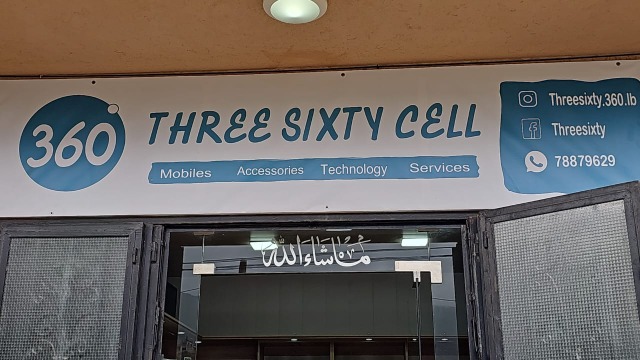 360°
THREE SIXTY CELL
Mobiles Accessories Technology Services
Threesixty.360.lb
Threesixty
78879629
ما شاء الله